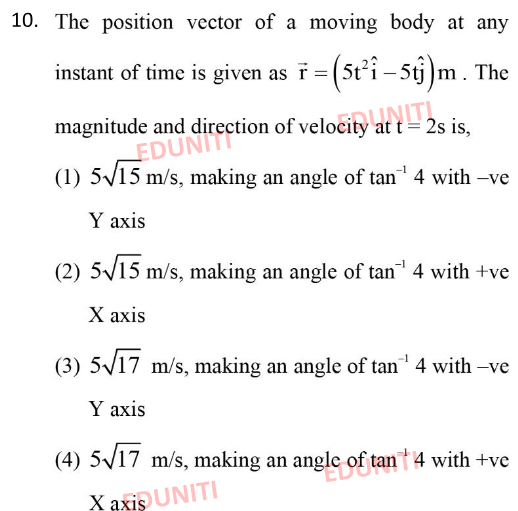 10. The position vector of a moving body at any
instant of time is given as r⃗ = (5t²î – 5tĵ) m . The
magnitude and direction of velocity at t = 2s is,
EDUNITI
EDUNITI
(1) 5√15 m/s, making an angle of tan⁻¹ 4 with –ve
Y axis
(2) 5√15 m/s, making an angle of tan⁻¹ 4 with +ve
X axis
(3) 5√17 m/s, making an angle of tan⁻¹ 4 with –ve
Y axis
(4) 5√17 m/s, making an angle of tan⁻¹ 4 with +ve
EDUNITI
X axis
EDUNITI